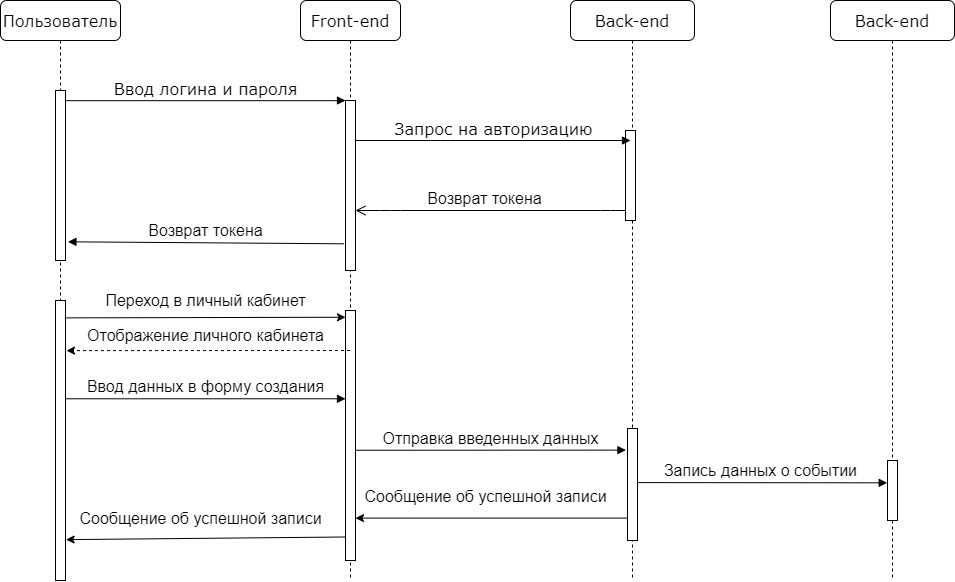 Пользователь
Front-end
Back-end
Back-end
Ввод логина и пароля
Запрос на авторизацию
Возврат токена
Возврат токена
Переход в личный кабинет
Отображение личного кабинета
Ввод данных в форму создания
Отправка введенных данных
Запись данных о событии
Сообщение об успешной записи
Сообщение об успешной записи